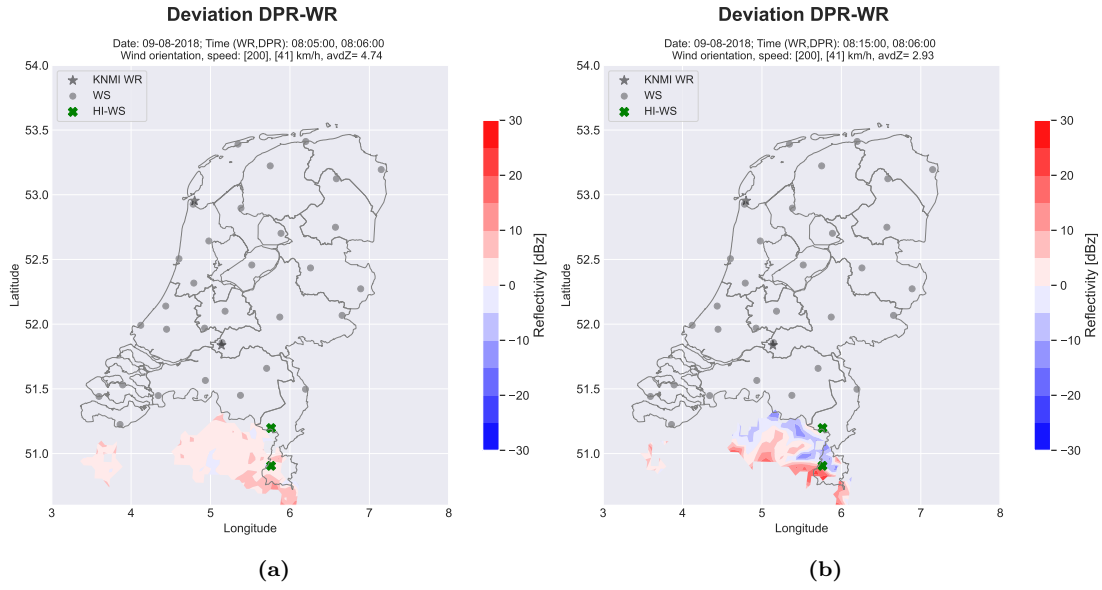 Deviation DPR-WR
Date: 09-08-2018; Time (WR,DPR): 08:05:00, 08:06:00
Wind orientation, speed: [200], [41] km/h, avdZ= 4.74
54.0
53.5
53.0
52.5
52.0
51.5
51.0
Latitude
KNMI WR
WS
HI-WS
3 4 5 6 7 8
Longitude
30
20
10
0
−10
−20
−30
Reflectivity [dBz]
(a)
Deviation DPR-WR
Date: 09-08-2018; Time (WR,DPR): 08:15:00, 08:06:00
Wind orientation, speed: [200], [41] km/h, avdZ= 2.93
54.0
53.5
53.0
52.5
52.0
51.5
51.0
Latitude
KNMI WR
WS
HI-WS
3 4 5 6 7 8
Longitude
30
20
10
0
−10
−20
−30
Reflectivity [dBz]
(b)